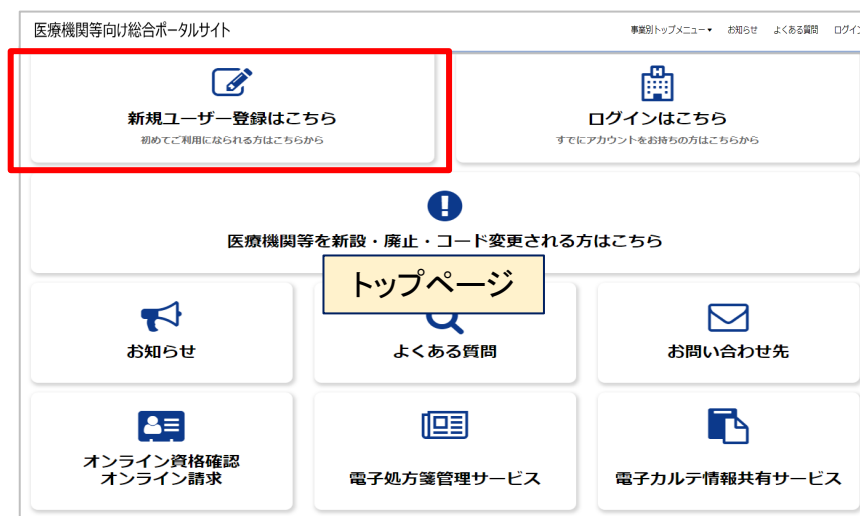 医療機関等向け総合ポータルサイト
事業別トップメニュー▼ お知らせ よくある質問 ログイン
新規ユーザー登録はこちら
初めてご利用になられる方はこちらから
ログインはこちら
すでにアカウントをお持ちの方はこちらから
医療機関等を新設・廃止・コード変更される方はこちら
トップページ
お知らせ
よくある質問
お問い合わせ先
オンライン資格確認
オンライン請求
電子処方箋管理サービス
電子カルテ情報共有サービス